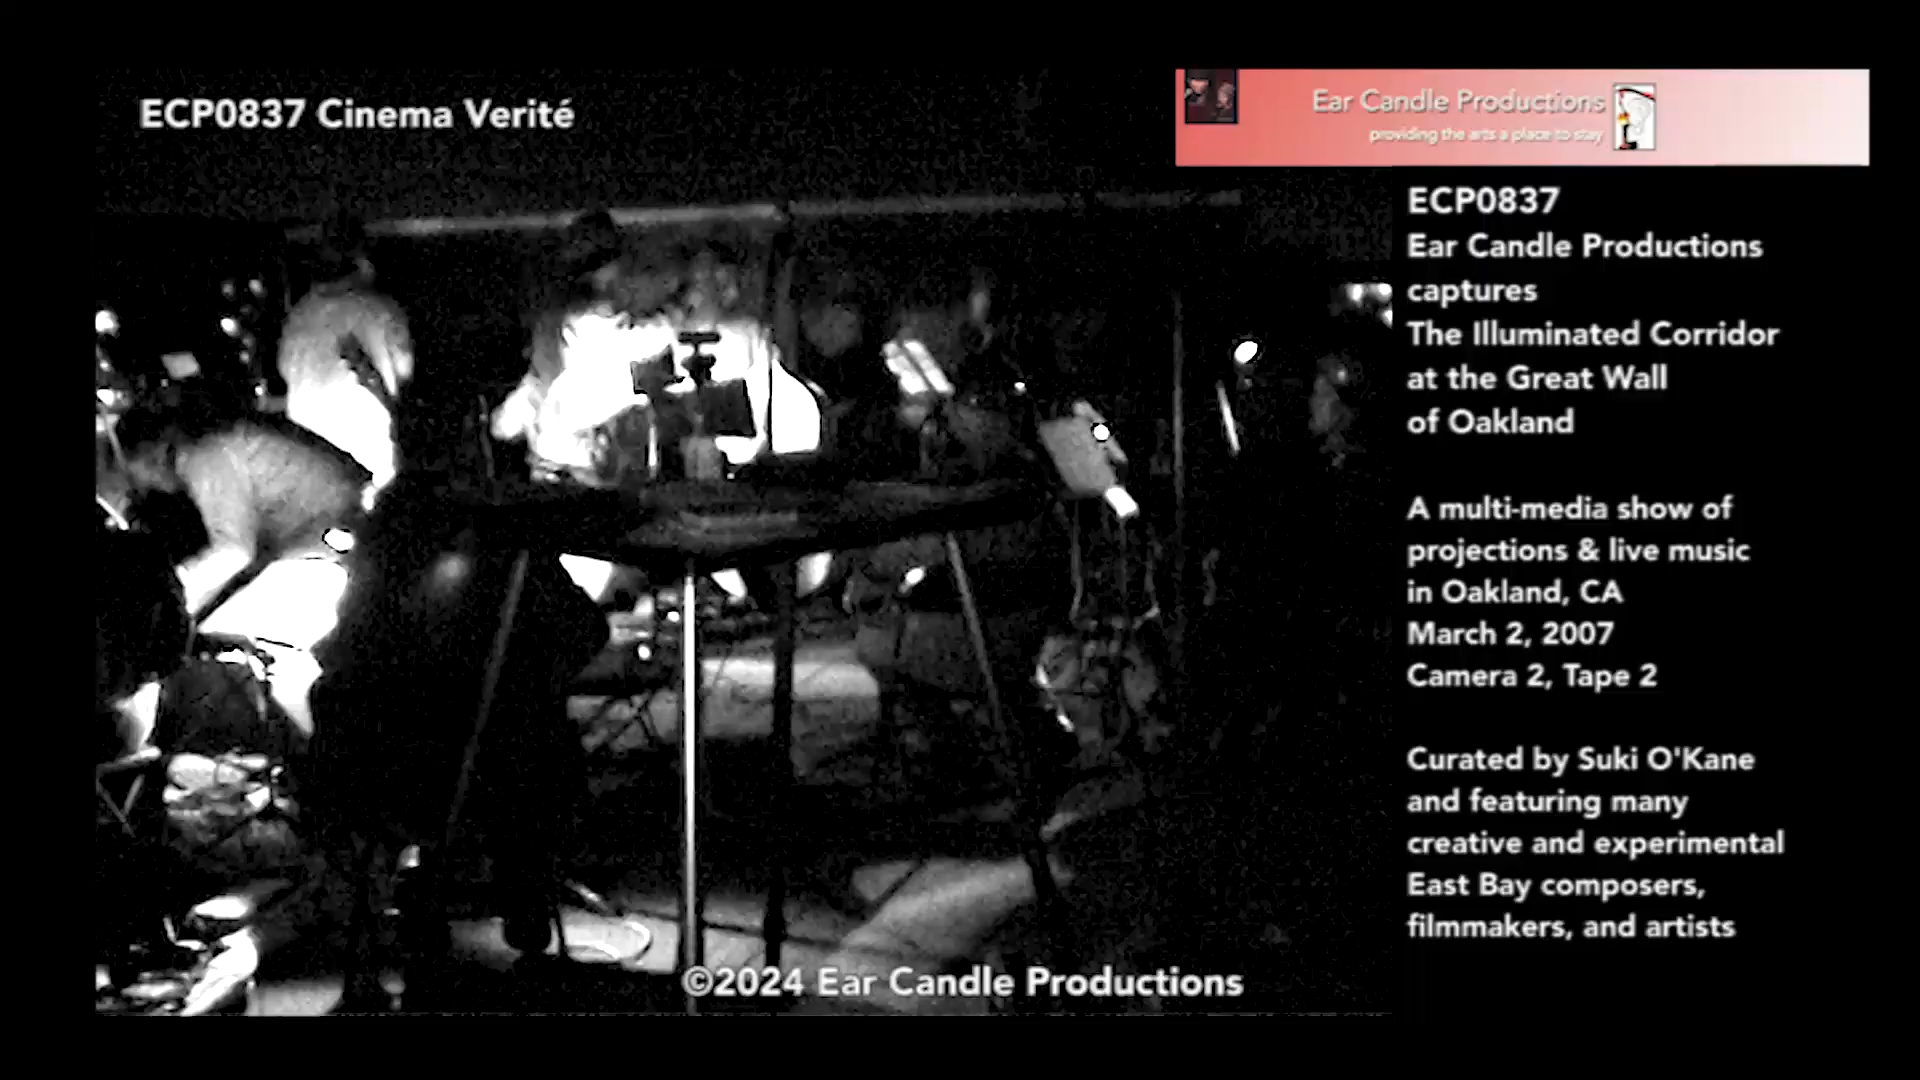 ECP0837 Cinema Verité
Ear Candle Productions
providing the arts a place to stay
ECP0837
Ear Candle Productions
captures
The Illuminated Corridor
at the Great Wall
of Oakland
A multi-media show of
projections & live music
in Oakland, CA
March 2, 2007
Camera 2, Tape 2
Curated by Suki O'Kane
and featuring many
creative and experimental
East Bay composers,
filmmakers, and artists
©2024 Ear Candle Productions